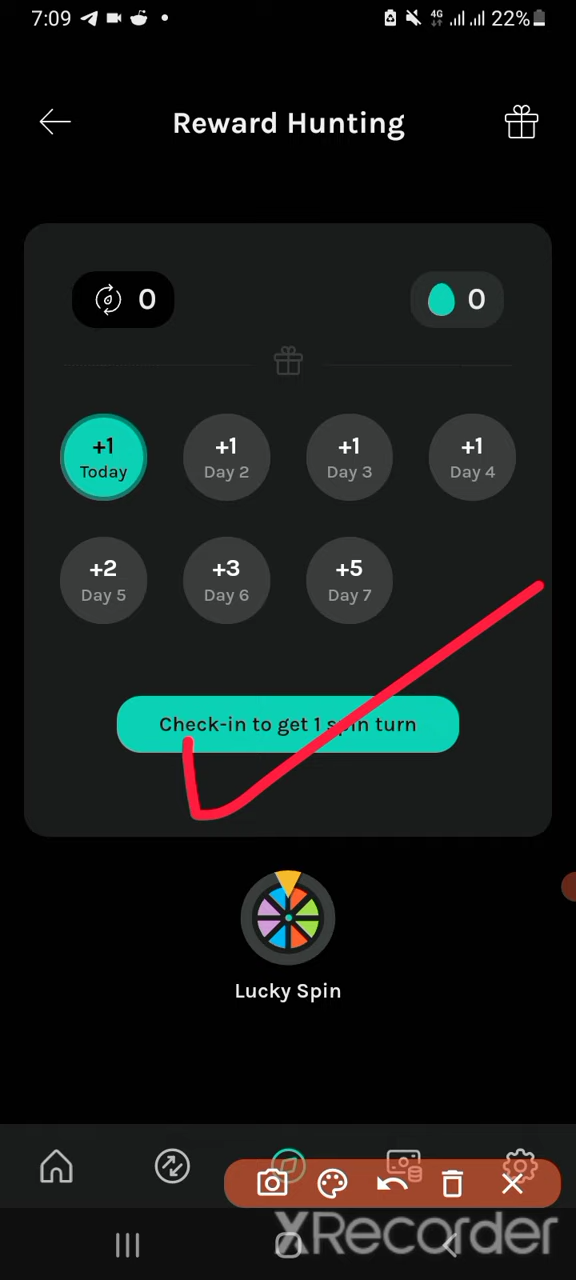 7:09 4G 22%
Reward Hunting
0 0
+1 +1 +1 +1
Today Day 2 Day 3 Day 4
+2 +3 +5
Day 5 Day 6 Day 7
Check-in to get 1 spin turn
Lucky Spin
XRecorder